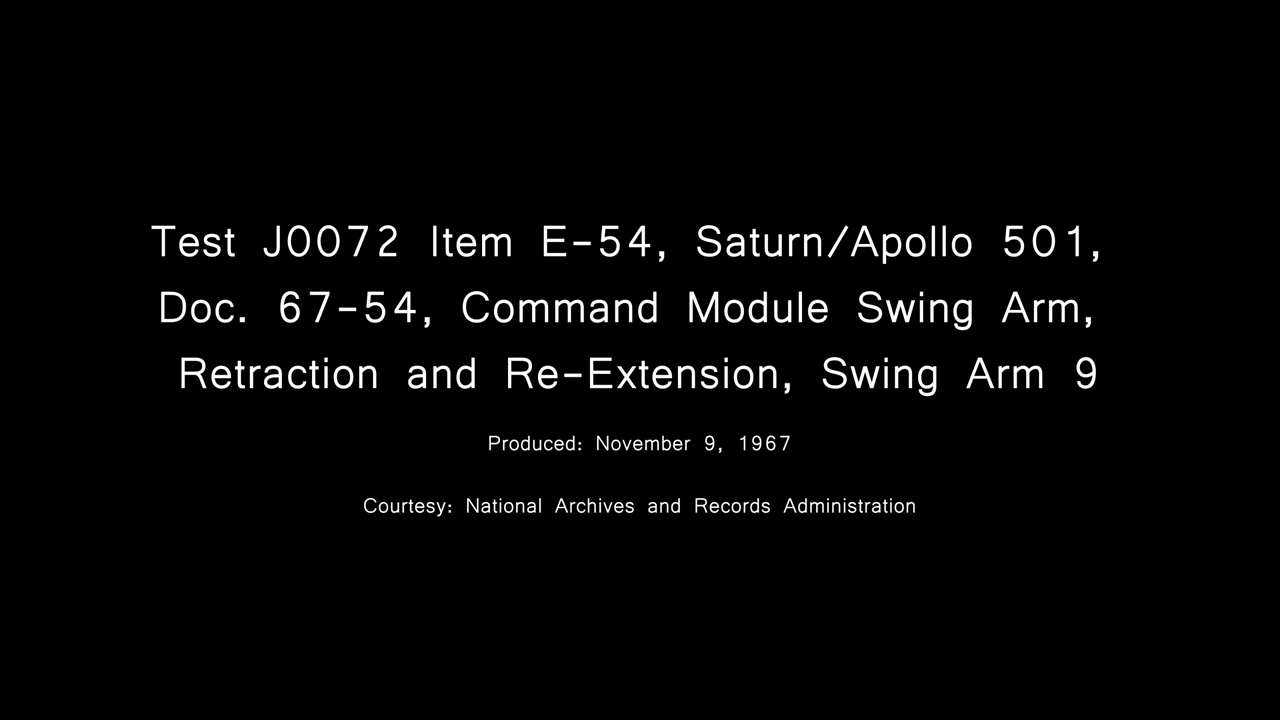 Test J0072 Item E-54, Saturn/Apollo 501,
Doc. 67-54, Command Module Swing Arm,
Retraction and Re-Extension, Swing Arm 9
Produced: November 9, 1967
Courtesy: National Archives and Records Administration